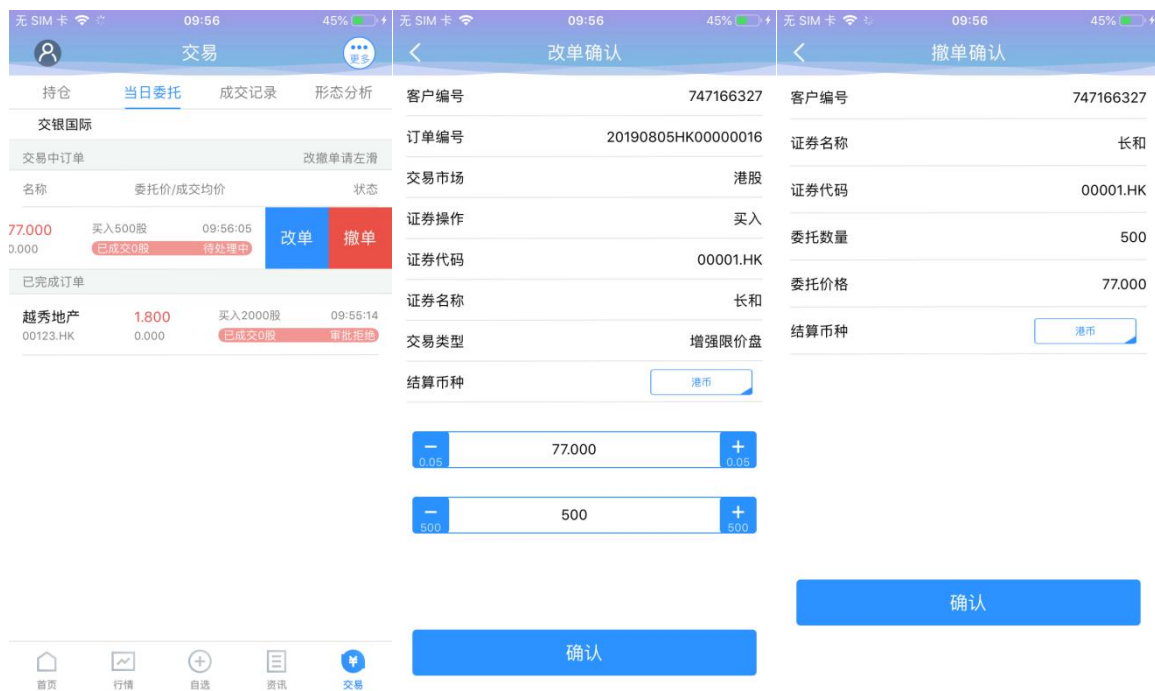 无 SIM 卡 09:56 45%
交易
更多
持仓 当日委托 成交记录 形态分析
交银国际
交易中订单 改撤单请左滑
名称 委托价/成交均价 状态
77.000 买入500股 09:56:05 改单 撤单
0.000 已成交0股 待处理中
已完成订单
越秀地产 1.800 买入2000股 09:55:14
00123.HK 0.000 已成交0股 审批拒绝
首页 行情 自选 资讯 交易
无 SIM 卡 09:56 45%
改单确认
客户编号 747166327
订单编号 20190805HK00000016
交易市场 港股
证券操作 买入
证券代码 00001.HK
证券名称 长和
交易类型 增强限价盘
结算币种 港币
− 77.000 +
0.05 0.05
− 500 +
500 500
确认
无 SIM 卡 09:56 45%
撤单确认
客户编号 747166327
证券名称 长和
证券代码 00001.HK
委托数量 500
委托价格 77.000
结算币种 港币
确认